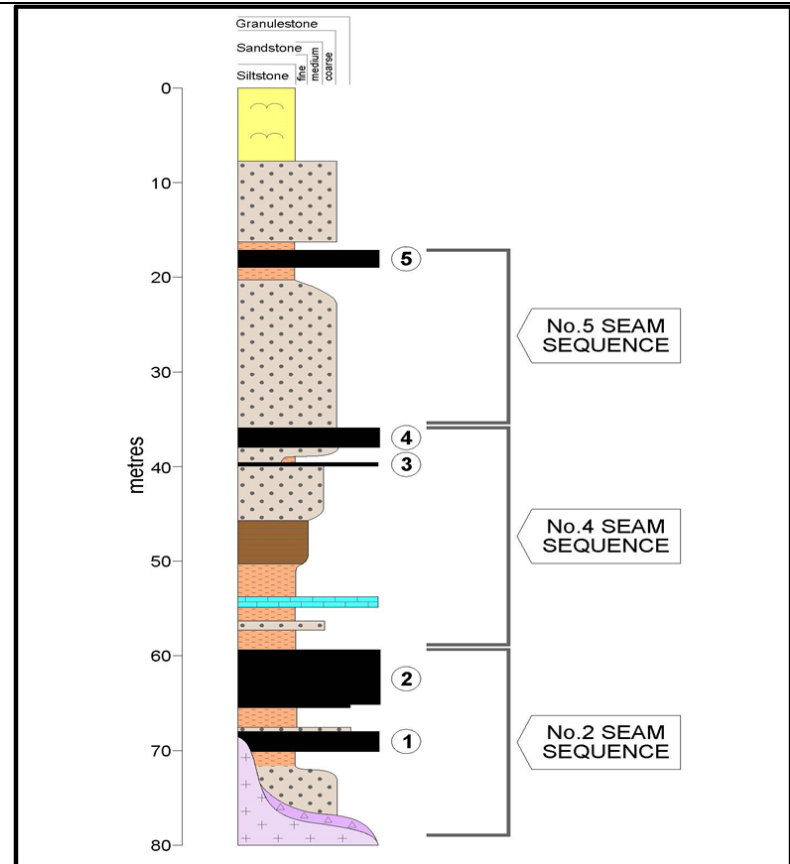 Granulestone
Sandstone
Siltstone
fine
medium
coarse
0
10
20
30
40
50
60
70
80
metres
5
4
3
2
1
No.5 SEAM
SEQUENCE
No.4 SEAM
SEQUENCE
No.2 SEAM
SEQUENCE